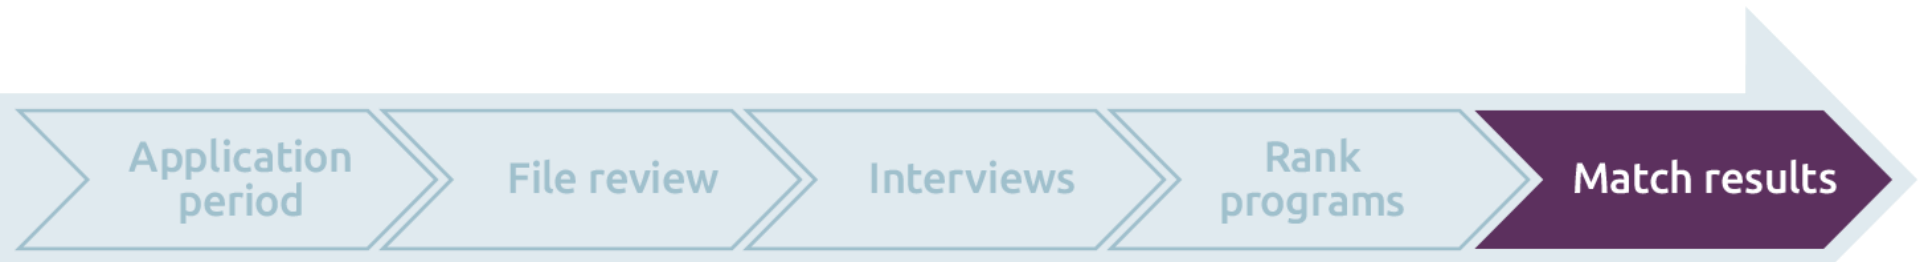 Application
period
File review
Interviews
Rank
programs
Match results